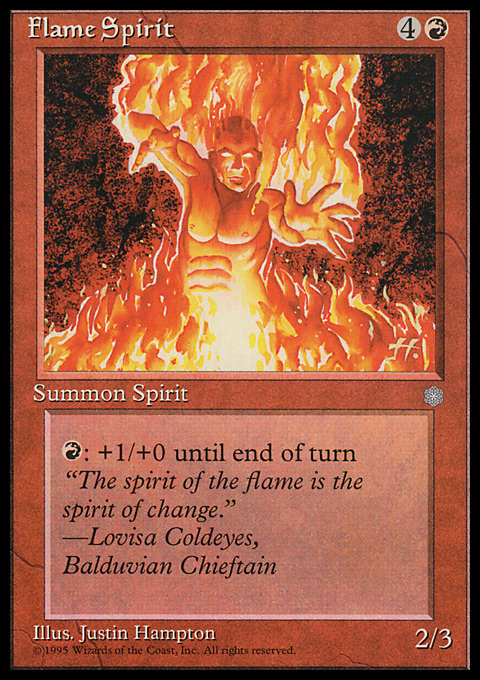 Flame Spirit 4
Summon Spirit
: +1/+0 until end of turn
“The spirit of the flame is the
spirit of change.”
—Lovisa Coldeyes,
Balduvian Chieftain
Illus. Justin Hampton
2/3
©1995 Wizards of the Coast, Inc. All rights reserved.